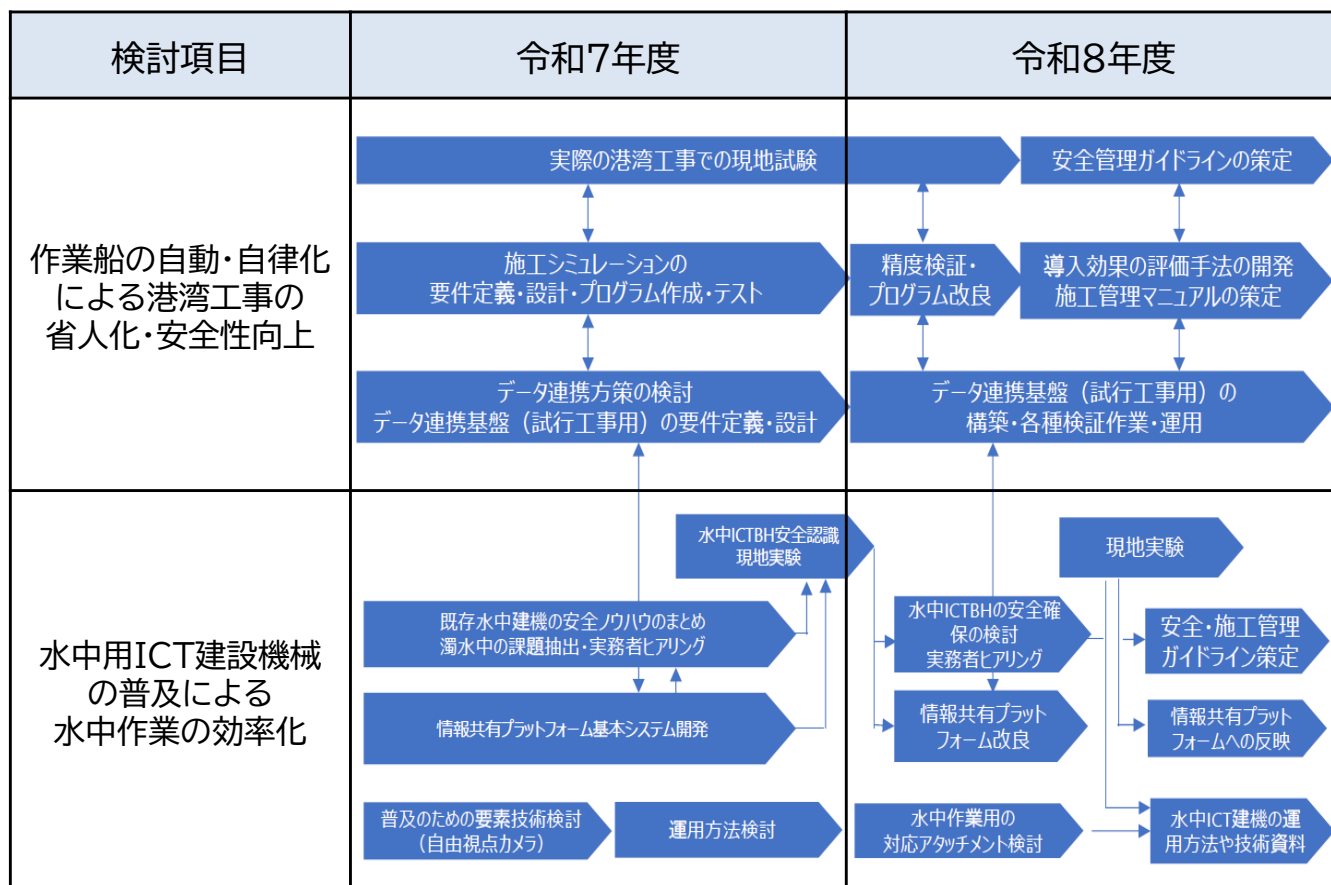 検討項目
令和7年度
令和8年度
作業船の自動・自律化
による港湾工事の
省人化・安全性向上
実際の港湾工事での現地試験
安全管理ガイドラインの策定
施工シミュレーションの
要件定義・設計・プログラム作成・テスト
精度検証・
プログラム改良
導入効果の評価手法の開発
施工管理マニュアルの策定
データ連携方策の検討
データ連携基盤（試行工事用）の要件定義・設計
データ連携基盤（試行工事用）の
構築・各種検証作業・運用
水中用ICT建設機械
の普及による
水中作業の効率化
水中ICTBH安全認識
現地実験
現地実験
既存水中建機の安全ノウハウのまとめ
濁水中の課題抽出・実務者ヒアリング
水中ICTBHの安全確
保の検討
実務者ヒアリング
安全・施工管理
ガイドライン策定
情報共有プラットフォーム基本システム開発
情報共有プラット
フォーム改良
情報共有プラット
フォームへの反映
普及のための要素技術検討
（自由視点カメラ）
運用方法検討
水中作業用の
対応アタッチメント検討
水中ICT建機の運
用方法や技術資料